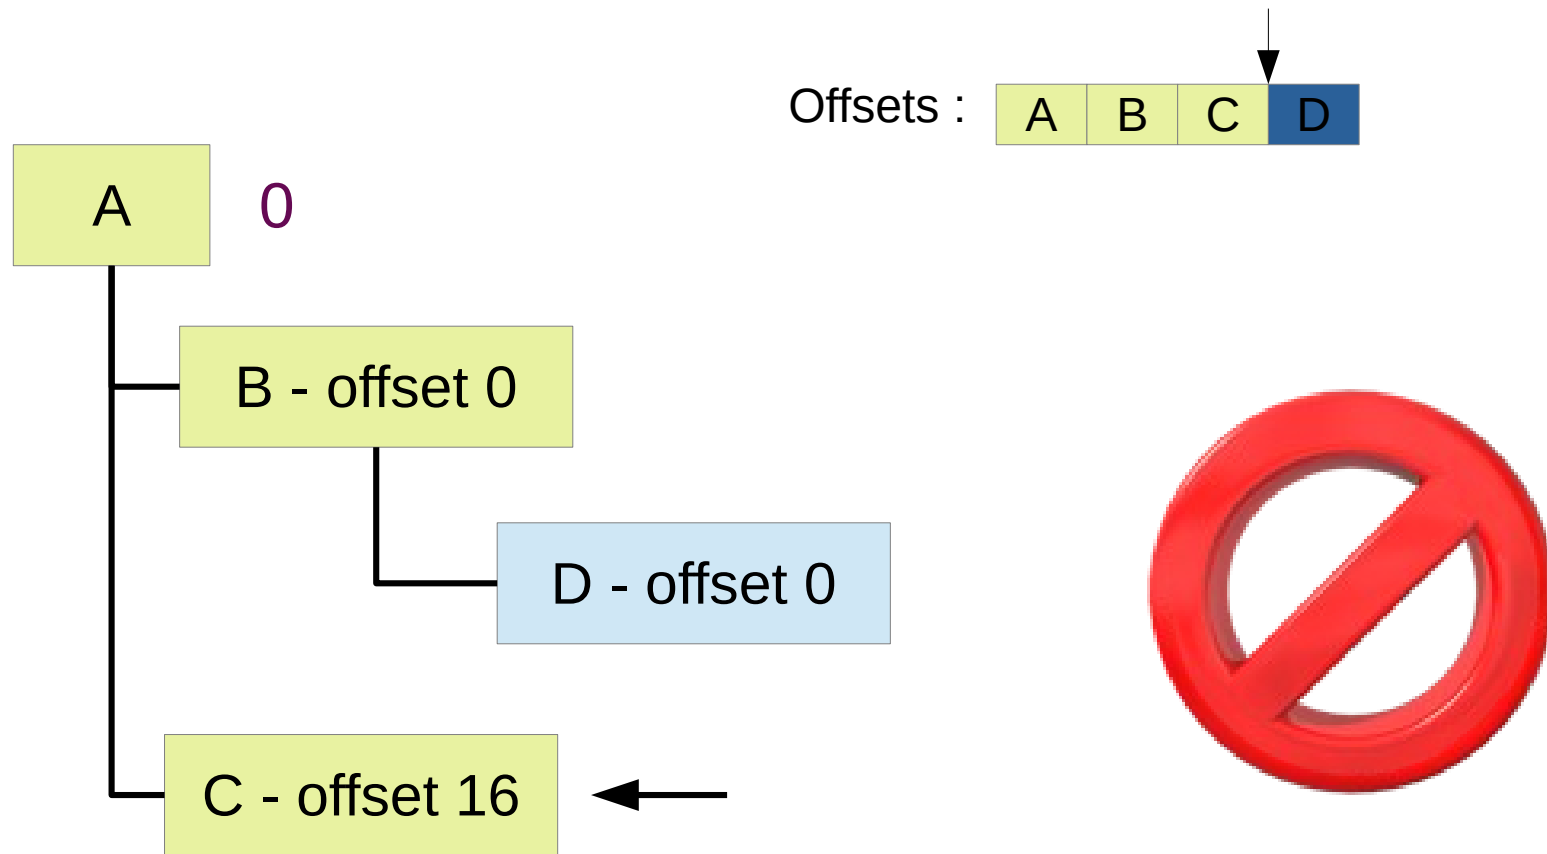 Offsets : A B C D
A 0
B - offset 0
D - offset 0
C - offset 16